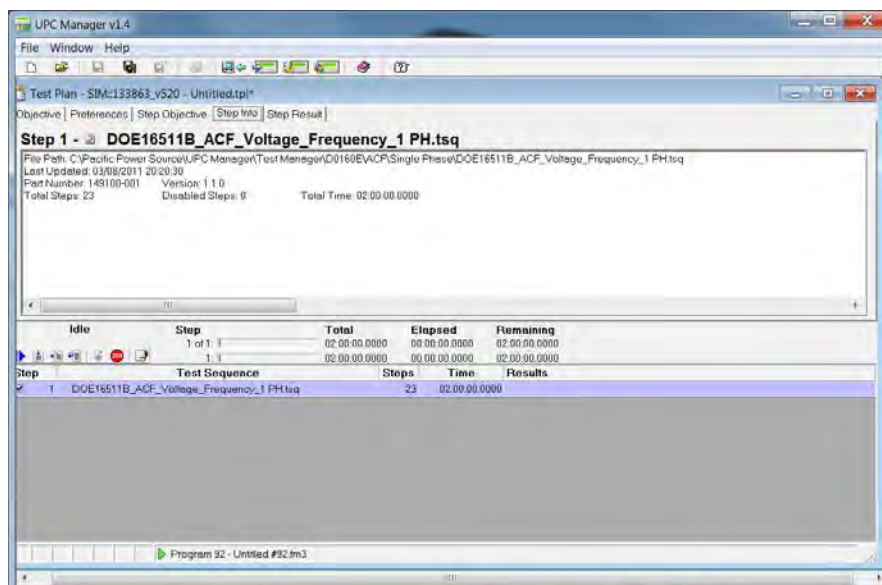 UPC Manager v1.4
File Window Help
Test Plan - SIM::133863_v520 - Untitled.tpl*
Objective Preferences Step Objective Step Info Step Result
Step 1 - DOE16511B_ACF_Voltage_Frequency_1 PH.tsq
File Path: C:\Pacific Power Source\UPC Manager\Test Manager\D0160E\ACF\Single Phase\DOE16511B_ACF_Voltage_Frequency_1 PH.tsq
Last Updated: 03/08/2011 20:20:30
Part Number: 149100-001 Version: 1.1.0
Total Steps: 23 Disabled Steps: 0 Total Time: 02:00:00.0000
Idle Step Total Elapsed Remaining
1 of 1: 1 02:00:00.0000 00:00:00.0000 02:00:00.0000
1: 1 02:00:00.0000 00:00:00.0000 02:00:00.0000
Step Test Sequence Steps Time Results
1 DOE16511B_ACF_Voltage_Frequency_1 PH.tsq 23 02:00:00.0000
Program 92 - Untitled #92.tm3